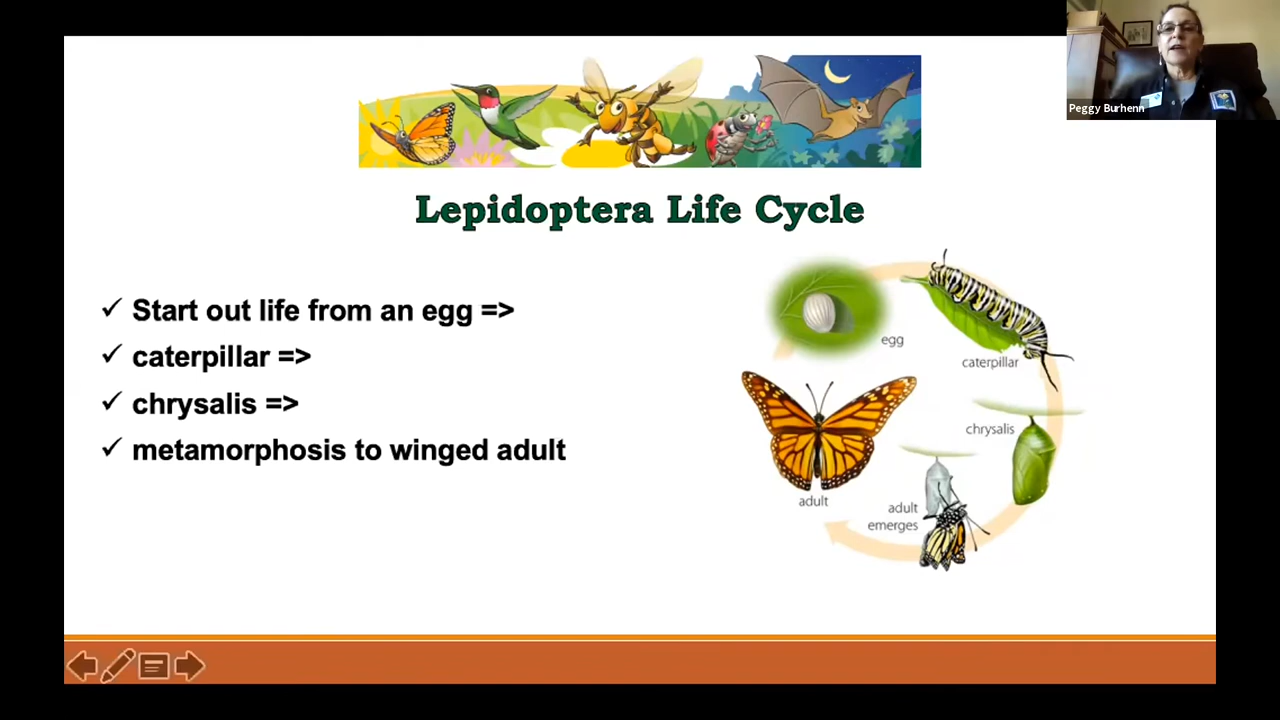 Peggy Burhenn
Lepidoptera Life Cycle
✓ Start out life from an egg =>
✓ caterpillar =>
✓ chrysalis =>
✓ metamorphosis to winged adult
egg
caterpillar
chrysalis
adult
emerges
adult